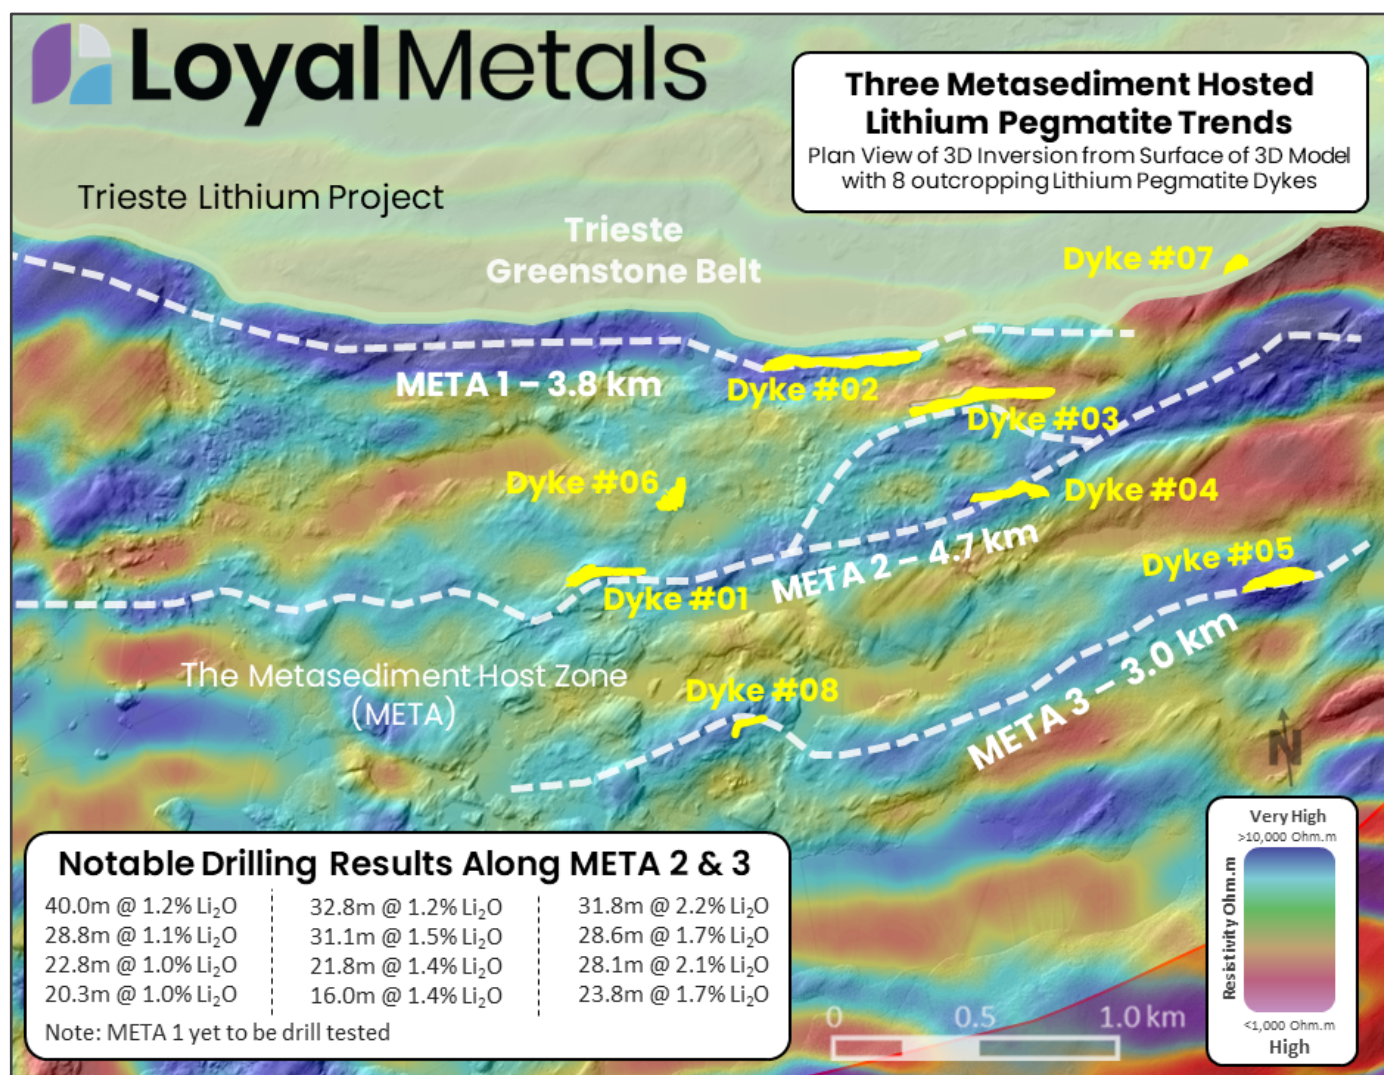 Loyal Metals
Three Metasediment Hosted
Lithium Pegmatite Trends
Plan View of 3D Inversion from Surface of 3D Model
with 8 outcropping Lithium Pegmatite Dykes
Trieste Lithium Project
Trieste
Greenstone Belt
Dyke #07
META 1 – 3.8 km
Dyke #02
Dyke #03
Dyke #06
Dyke #04
META 2 – 4.7 km
Dyke #05
Dyke #01
META 3 – 3.0 km
The Metasediment Host Zone
(META)
Dyke #08
N
Notable Drilling Results Along META 2 & 3
40.0m @ 1.2% Li₂O 32.8m @ 1.2% Li₂O 31.8m @ 2.2% Li₂O
28.8m @ 1.1% Li₂O 31.1m @ 1.5% Li₂O 28.6m @ 1.7% Li₂O
22.8m @ 1.0% Li₂O 21.8m @ 1.4% Li₂O 28.1m @ 2.1% Li₂O
20.3m @ 1.0% Li₂O 16.0m @ 1.4% Li₂O 23.8m @ 1.7% Li₂O
Note: META 1 yet to be drill tested
0 0.5 1.0 km
Very High
>10,000 Ohm.m
Resistivity Ohm.m
<1,000 Ohm.m
High